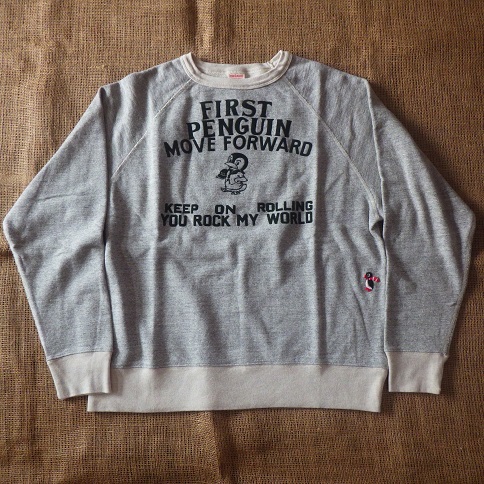 FIRST
PENGUIN
MOVE FORWARD
KEEP ON ROLLING
YOU ROCK MY WORLD